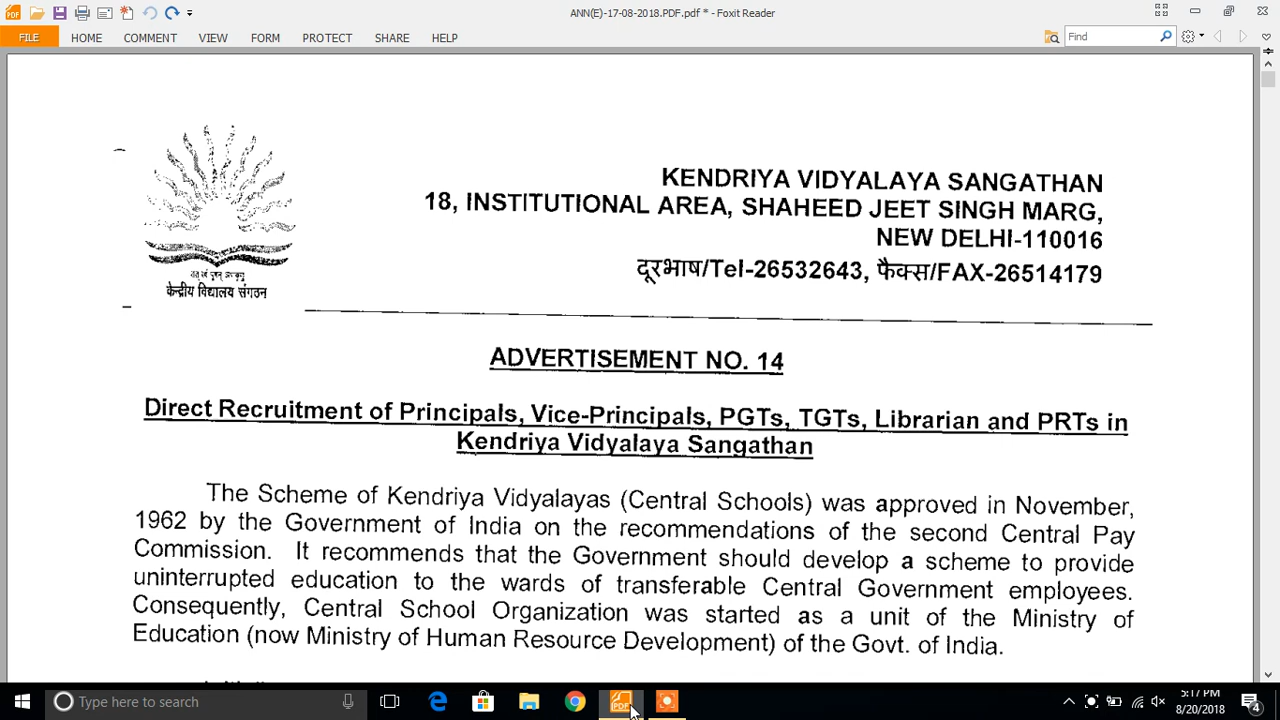 ANN(E)-17-08-2018.PDF.pdf * - Foxit Reader
FILE HOME COMMENT VIEW FORM PROTECT SHARE HELP
Find
KENDRIYA VIDYALAYA SANGATHAN
18, INSTITUTIONAL AREA, SHAHEED JEET SINGH MARG,
NEW DELHI-110016
दूरभाष/Tel-26532643, फैक्स/FAX-26514179
केन्द्रीय विद्यालय संगठन
ADVERTISEMENT NO. 14
Direct Recruitment of Principals, Vice-Principals, PGTs, TGTs, Librarian and PRTs in
Kendriya Vidyalaya Sangathan
The Scheme of Kendriya Vidyalayas (Central Schools) was approved in November,
1962 by the Government of India on the recommendations of the second Central Pay
Commission. It recommends that the Government should develop a scheme to provide
uninterrupted education to the wards of transferable Central Government employees.
Consequently, Central School Organization was started as a unit of the Ministry of
Education (now Ministry of Human Resource Development) of the Govt. of India.
Type here to search
PDF
5:17 PM
8/20/2018
4